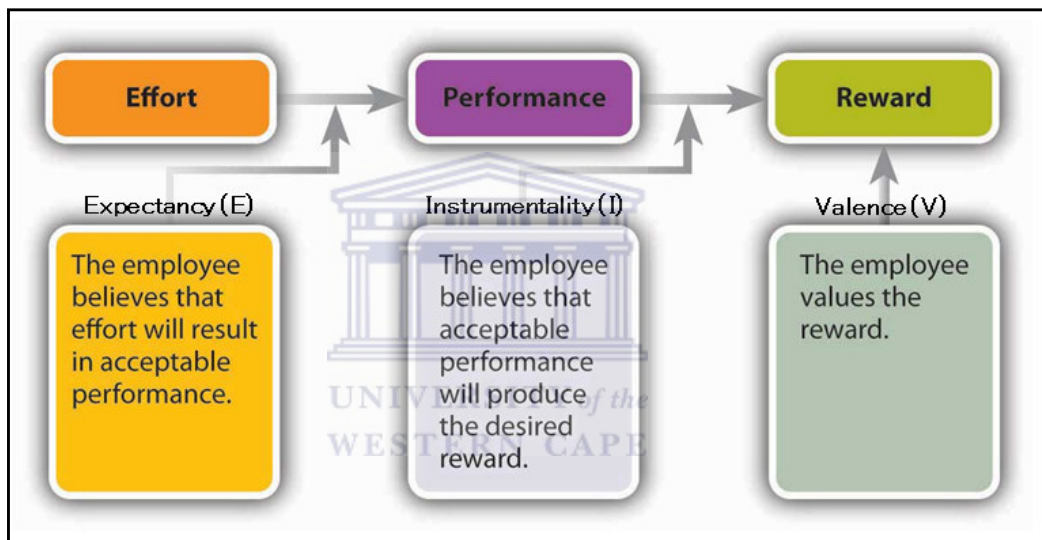 Effort
Performance
Reward
Expectancy(E)
Instrumentality(I)
Valence(V)
The employee
believes that
effort will result
in acceptable
performance.
The employee
believes that
acceptable
performance
will produce
the desired
reward.
The employee
values the
reward.
UNIVERSITY of the
WESTERN CAPE